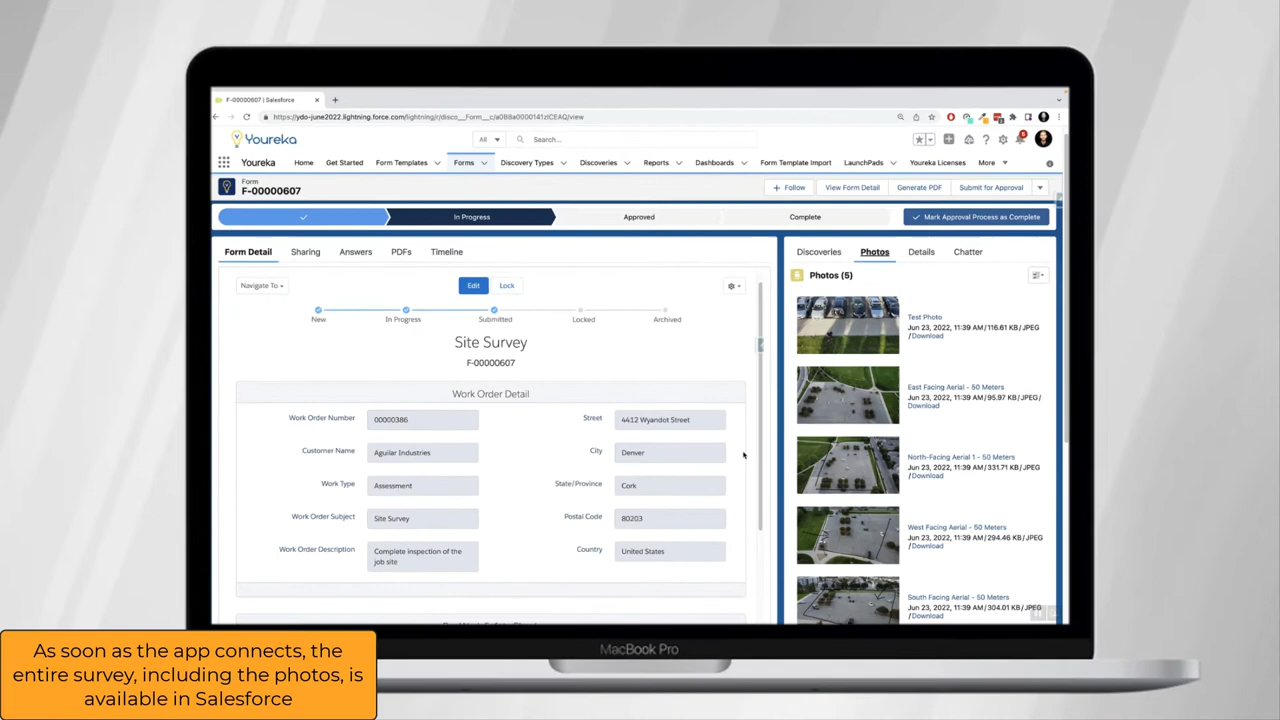 F-00000607 | Salesforce
https://ydo-june2022.lightning.force.com/lightning/r/disco__Form__c/a0B8a0000141zICEAQ/view
Youreka
All
Search...
5
Youreka
Home
Get Started
Form Templates
Forms
Discovery Types
Discoveries
Reports
Dashboards
Form Template Import
LaunchPads
Youreka Licenses
More
Form
F-00000607
+ Follow
View Form Detail
Generate PDF
Submit for Approval
In Progress
Approved
Complete
Mark Approval Process as Complete
Form Detail
Sharing
Answers
PDFs
Timeline
Navigate To
Edit
Lock
New
In Progress
Submitted
Locked
Archived
Site Survey
F-00000607
Work Order Detail
Work Order Number
00000386
Street
4412 Wyandot Street
Customer Name
Aguilar Industries
City
Denver
Work Type
Assessment
State/Province
Cork
Work Order Subject
Site Survey
Postal Code
80203
Work Order Description
Complete inspection of the
job site
Country
United States
Discoveries
Photos
Details
Chatter
Photos (5)
Test Photo
Jun 23, 2022, 11:39 AM / 116.61 KB / JPEG
/ Download
East Facing Aerial - 50 Meters
Jun 23, 2022, 11:39 AM / 95.97 KB / JPEG /
Download
North-Facing Aerial 1 - 50 Meters
Jun 23, 2022, 11:39 AM / 331.71 KB / JPEG
/ Download
West Facing Aerial - 50 Meters
Jun 23, 2022, 11:39 AM / 294.46 KB / JPEG
/ Download
South Facing Aerial - 50 Meters
Jun 23, 2022, 11:39 AM / 304.01 KB / JPEG
/ Download
MacBook Pro
As soon as the app connects, the
entire survey, including the photos, is
available in Salesforce